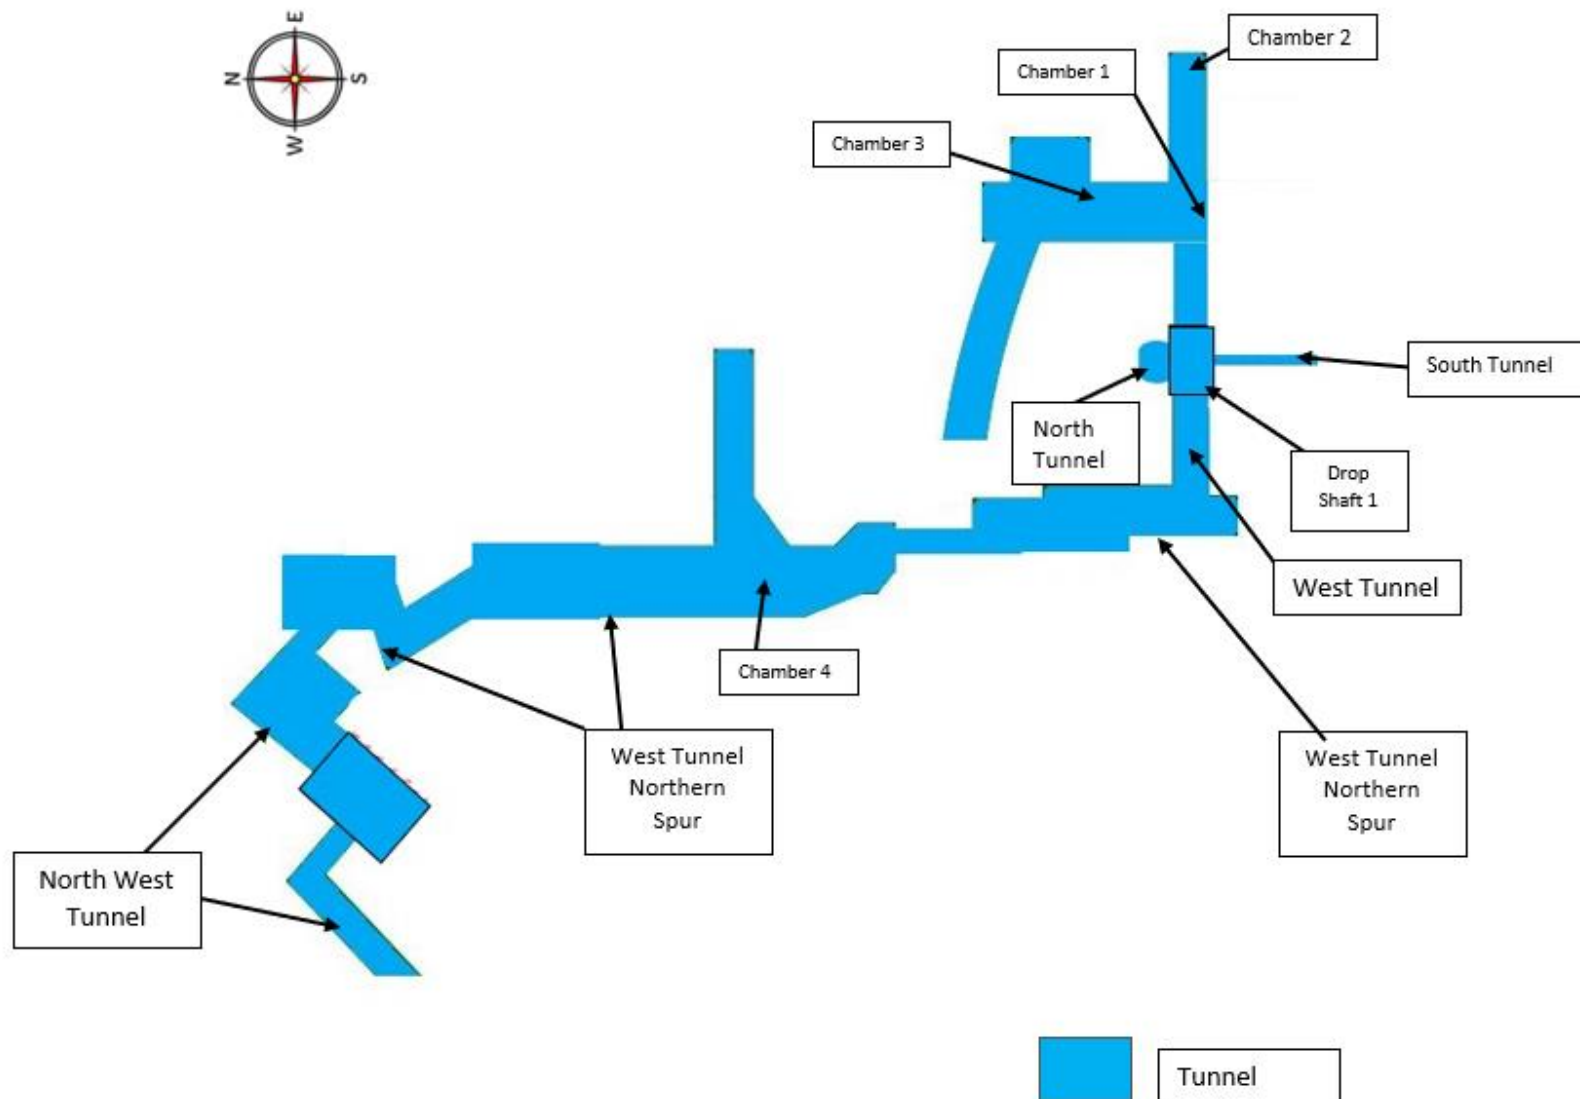 E
N
S
W
Chamber 2
Chamber 1
Chamber 3
South Tunnel
North
Tunnel
Drop
Shaft 1
West Tunnel
Chamber 4
West Tunnel
Northern
Spur
West Tunnel
Northern
Spur
North West
Tunnel
Tunnel